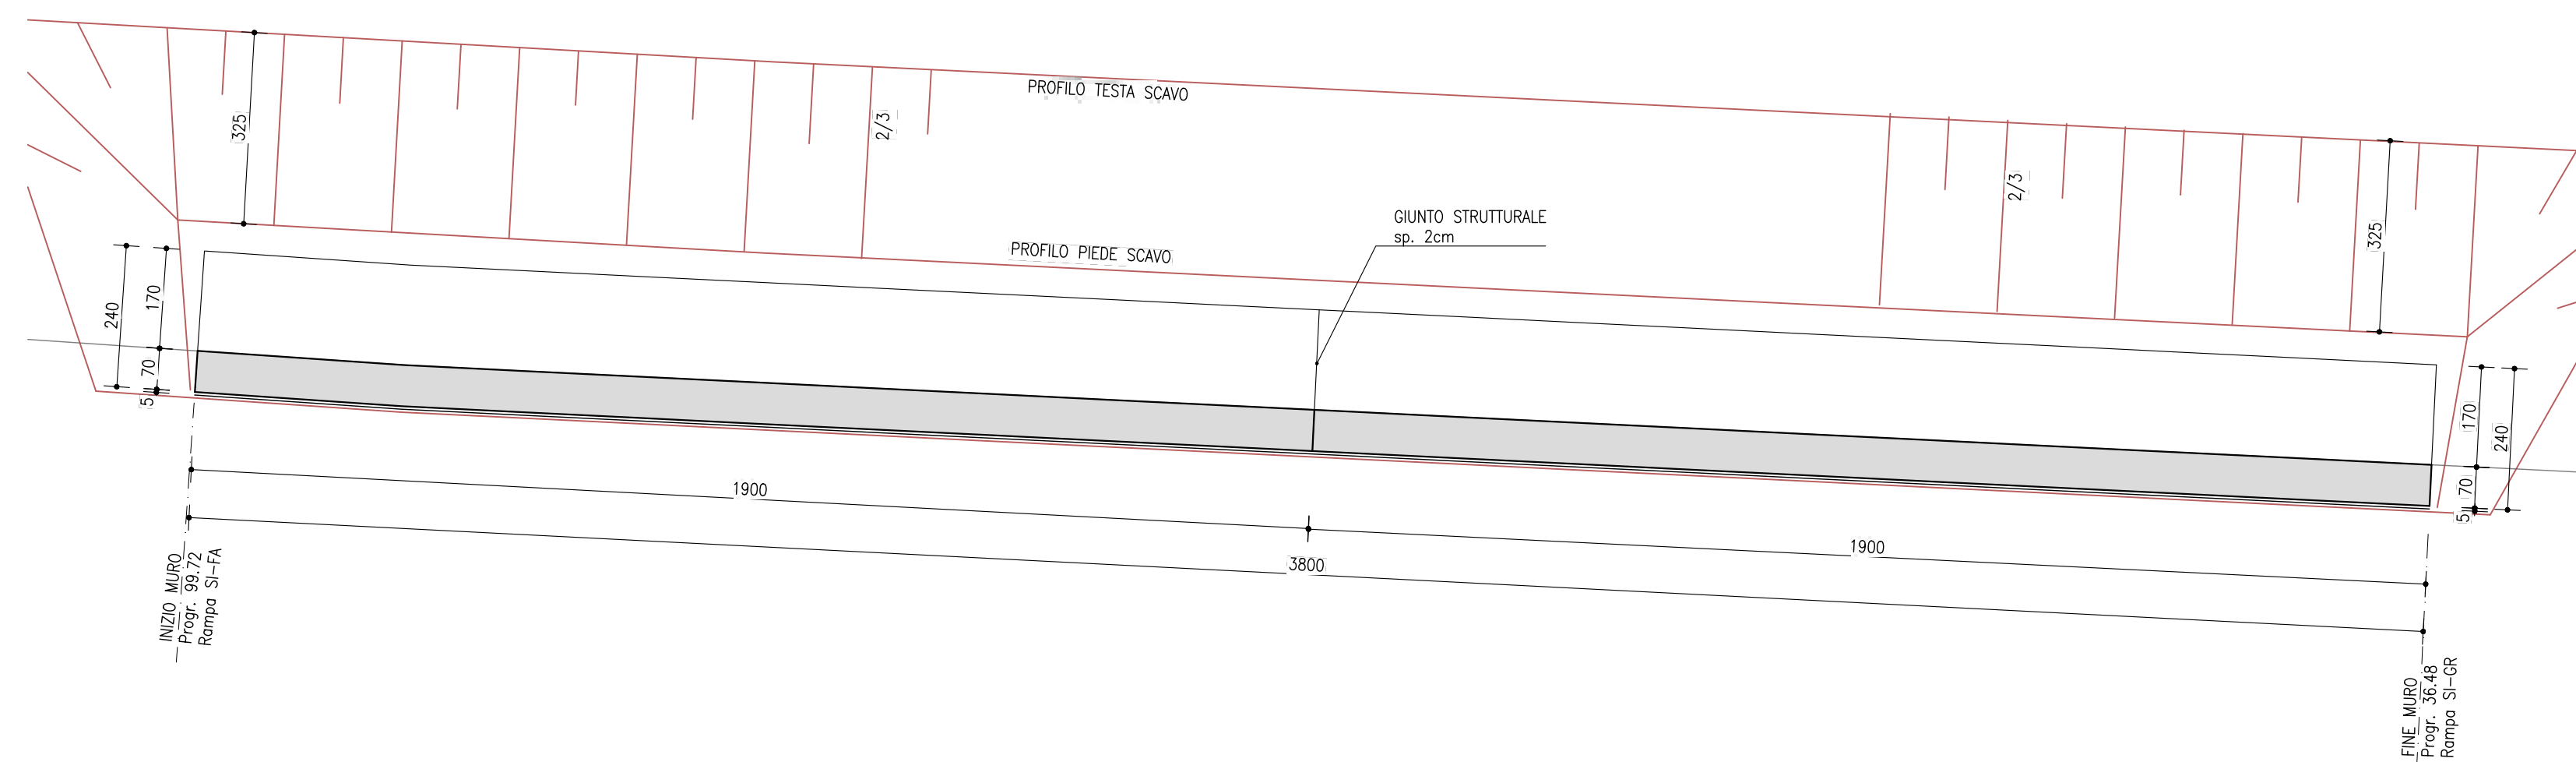 PROFILO TESTA SCAVO
325
2/3
2/3
325
GIUNTO STRUTTURALE
sp. 2cm
PROFILO PIEDE SCAVO
240
170
70
5
170
240
70
5
1900
1900
3800
INIZIO MURO
Progr. 99.72
Rampa SI-FA
FINE MURO
Progr. 36.48
Rampa SI-GR